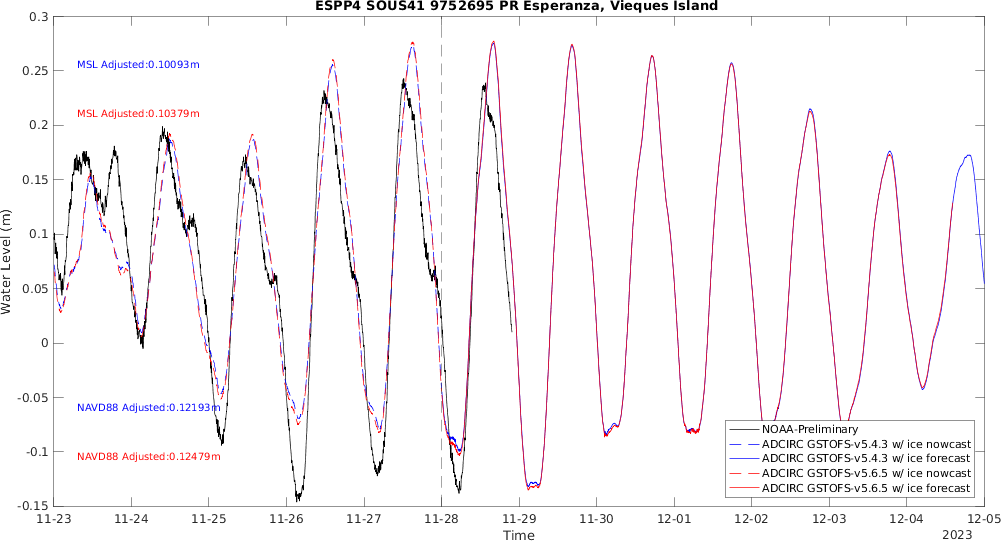 ESPP4 SOUS41 9752695 PR Esperanza, Vieques Island
0.3
0.25
0.2
0.15
0.1
0.05
0
-0.05
-0.1
-0.15
Water Level (m)
MSL Adjusted:0.10093m
MSL Adjusted:0.10379m
NAVD88 Adjusted:0.12193m
NAVD88 Adjusted:0.12479m
NOAA-Preliminary
ADCIRC GSTOFS-v5.4.3 w/ ice nowcast
ADCIRC GSTOFS-v5.4.3 w/ ice forecast
ADCIRC GSTOFS-v5.6.5 w/ ice nowcast
ADCIRC GSTOFS-v5.6.5 w/ ice forecast
11-23 11-24 11-25 11-26 11-27 11-28 11-29 11-30 12-01 12-02 12-03 12-04 12-05
Time
2023